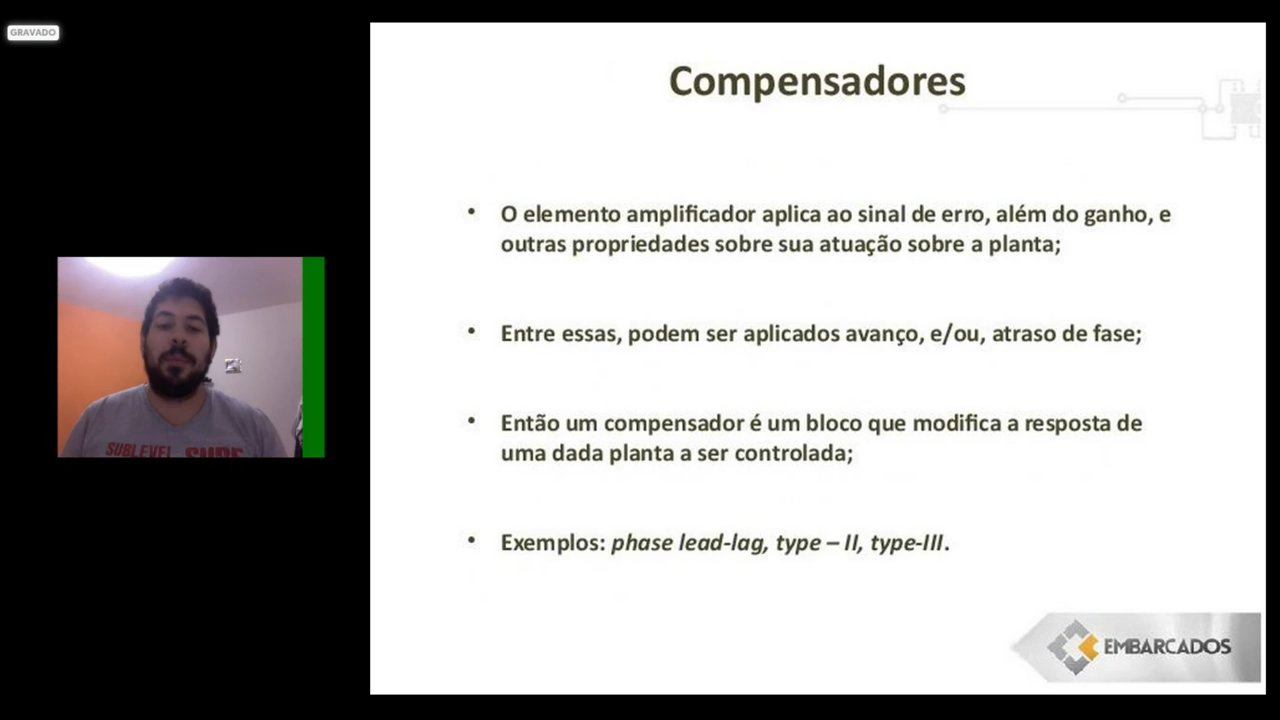 GRAVADO
Compensadores
• O elemento amplificador aplica ao sinal de erro, além do ganho, e
outras propriedades sobre sua atuação sobre a planta;
• Entre essas, podem ser aplicados avanço, e/ou, atraso de fase;
• Então um compensador é um bloco que modifica a resposta de
uma dada planta a ser controlada;
• Exemplos: phase lead-lag, type – II, type-III.
SUBLEVEL
EMBARCADOS